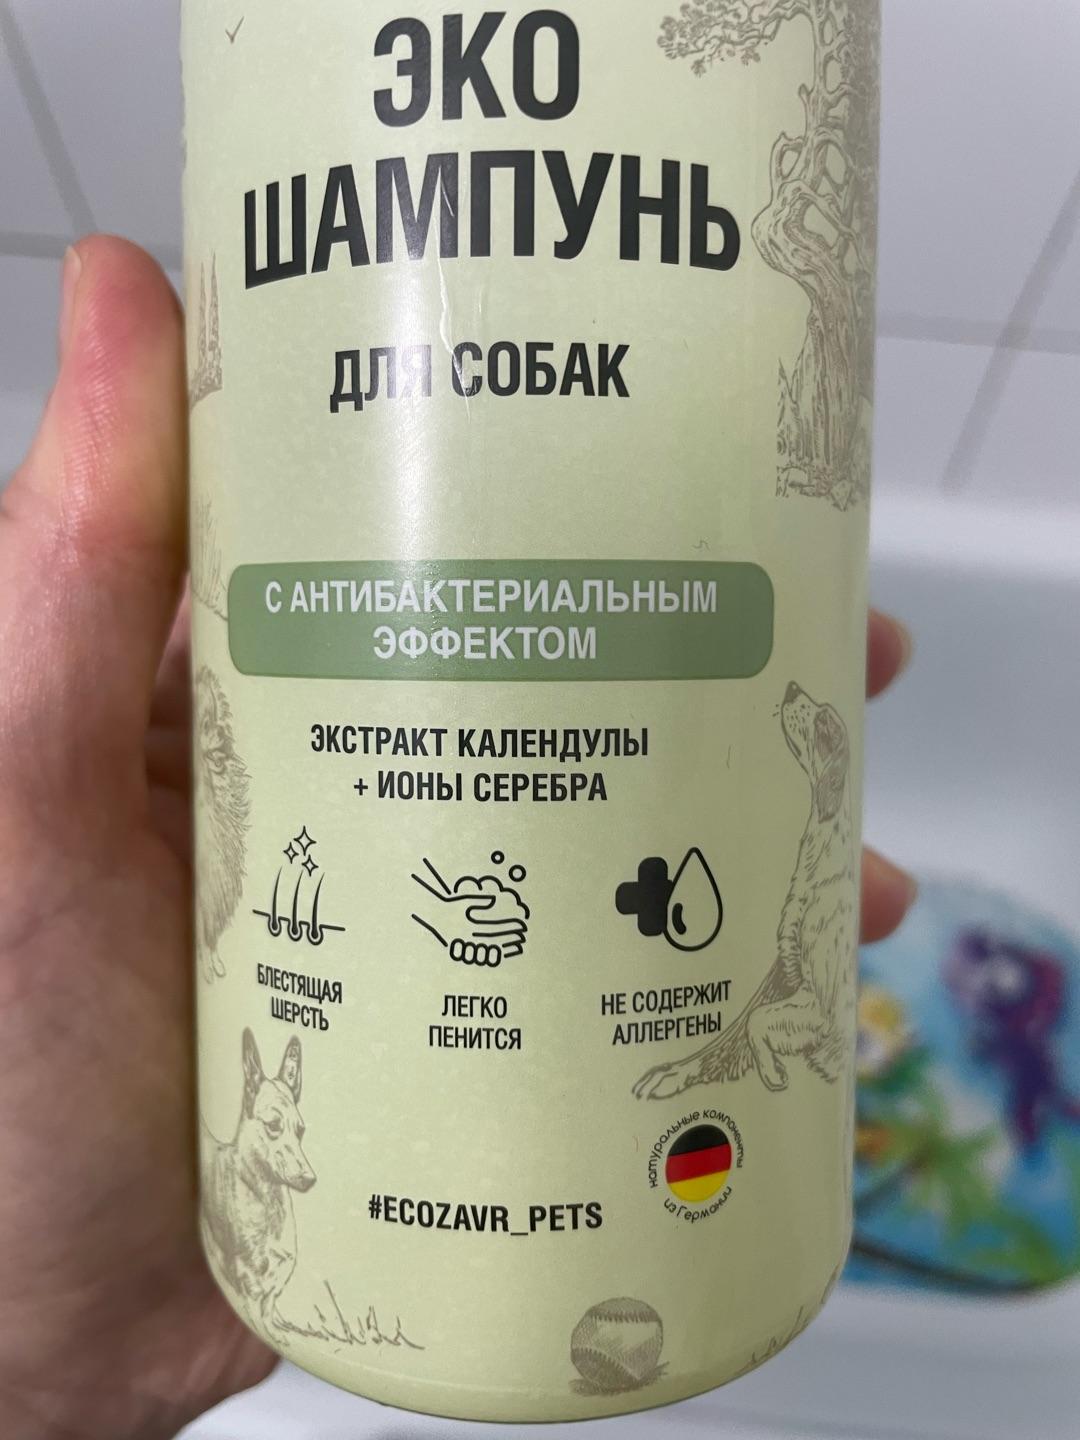 ЭКО
ШАМПУНЬ
ДЛЯ СОБАК
С АНТИБАКТЕРИАЛЬНЫМ
ЭФФЕКТОМ
ЭКСТРАКТ КАЛЕНДУЛЫ
+ ИОНЫ СЕРЕБРА
БЛЕСТЯЩАЯ
ШЕРСТЬ
ЛЕГКО
ПЕНИТСЯ
НЕ СОДЕРЖИТ
АЛЛЕРГЕНЫ
натуральные компоненты
из Германии
#ECOZAVR_PETS